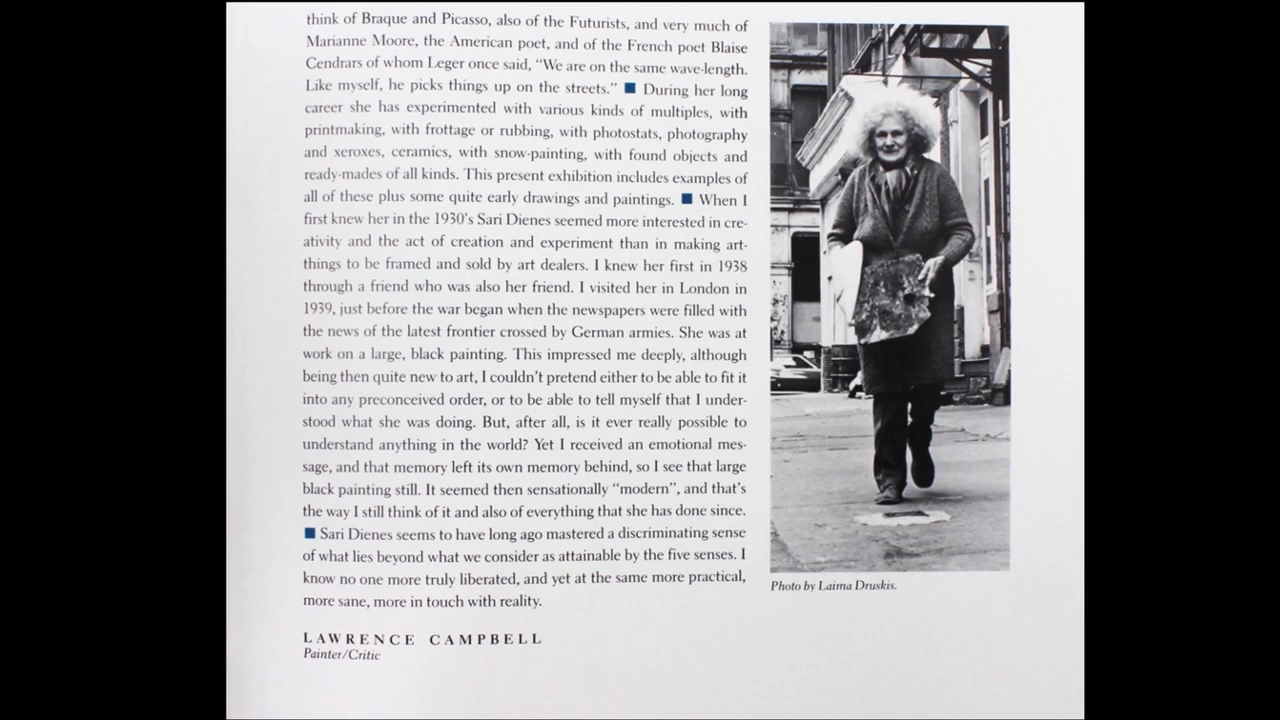 think of Braque and Picasso, also of the Futurists, and very much of
Marianne Moore, the American poet, and of the French poet Blaise
Cendrars of whom Leger once said, “We are on the same wave-length.
Like myself, he picks things up on the streets.” ■ During her long
career she has experimented with various kinds of multiples, with
printmaking, with frottage or rubbing, with photostats, photography
and xeroxes, ceramics, with snow-painting, with found objects and
ready-mades of all kinds. This present exhibition includes examples of
all of these plus some quite early drawings and paintings. ■ When I
first knew her in the 1930’s Sari Dienes seemed more interested in cre-
ativity and the act of creation and experiment than in making art-
things to be framed and sold by art dealers. I knew her first in 1938
through a friend who was also her friend. I visited her in London in
1939, just before the war began when the newspapers were filled with
the news of the latest frontier crossed by German armies. She was at
work on a large, black painting. This impressed me deeply, although
being then quite new to art, I couldn’t pretend either to be able to fit it
into any preconceived order, or to be able to tell myself that I under-
stood what she was doing. But, after all, is it ever really possible to
understand anything in the world? Yet I received an emotional mes-
sage, and that memory left its own memory behind, so I see that large
black painting still. It seemed then sensationally “modern”, and that’s
the way I still think of it and also of everything that she has done since.
■ Sari Dienes seems to have long ago mastered a discriminating sense
of what lies beyond what we consider as attainable by the five senses. I
know no one more truly liberated, and yet at the same more practical,
more sane, more in touch with reality.
LAWRENCE CAMPBELL
Painter/Critic
Photo by Laima Druskis.